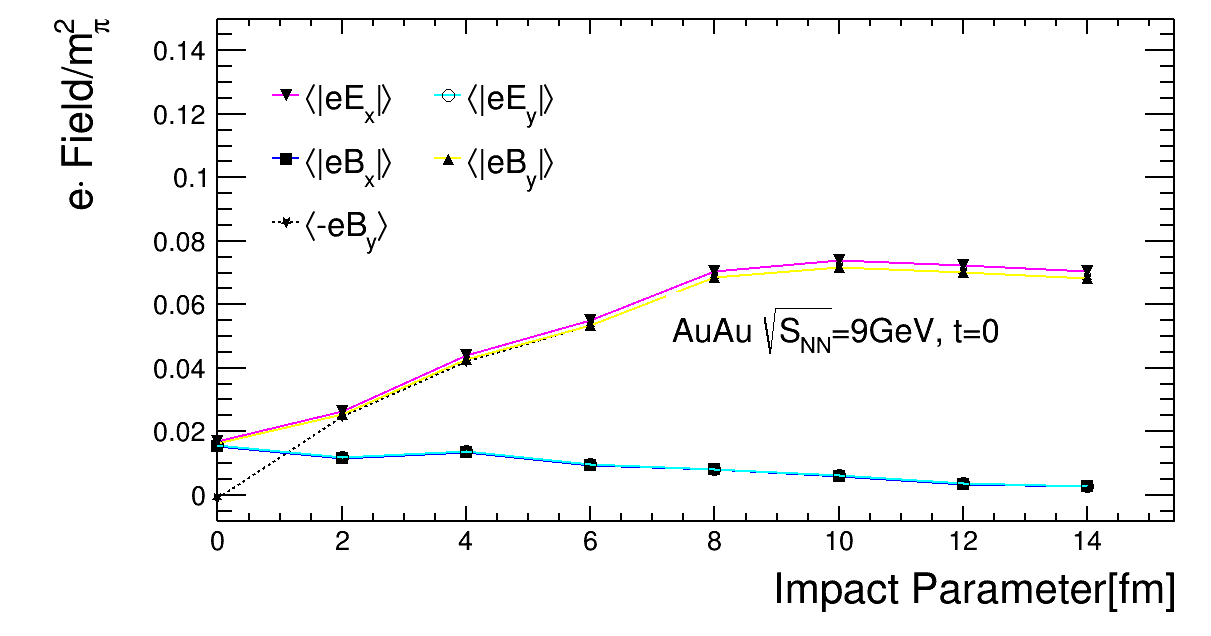 e· Field/m²π
0.14
0.12
0.1
0.08
0.06
0.04
0.02
0
⟨|eEx|⟩ ⟨|eEy|⟩
⟨|eBx|⟩ ⟨|eBy|⟩
⟨-eBy⟩
AuAu √SNN=9GeV, t=0
0 2 4 6 8 10 12 14
Impact Parameter[fm]